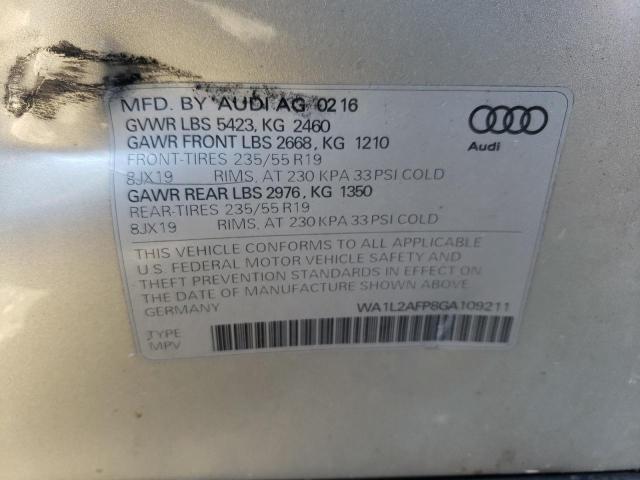 MFD. BY AUDI AG 02 16
GVWR LBS 5423, KG 2460
GAWR FRONT LBS 2668, KG 1210
FRONT-TIRES 235/55 R19
8JX19 RIMS, AT 230 KPA 33 PSI COLD
GAWR REAR LBS 2976, KG 1350
REAR-TIRES 235/55 R19
8JX19 RIMS, AT 230 KPA 33 PSI COLD
Audi
THIS VEHICLE CONFORMS TO ALL APPLICABLE
U.S. FEDERAL MOTOR VEHICLE SAFETY AND
THEFT PREVENTION STANDARDS IN EFFECT ON
THE DATE OF MANUFACTURE SHOWN ABOVE.
GERMANY WA1L2AFP8GA109211
TYPE
MPV